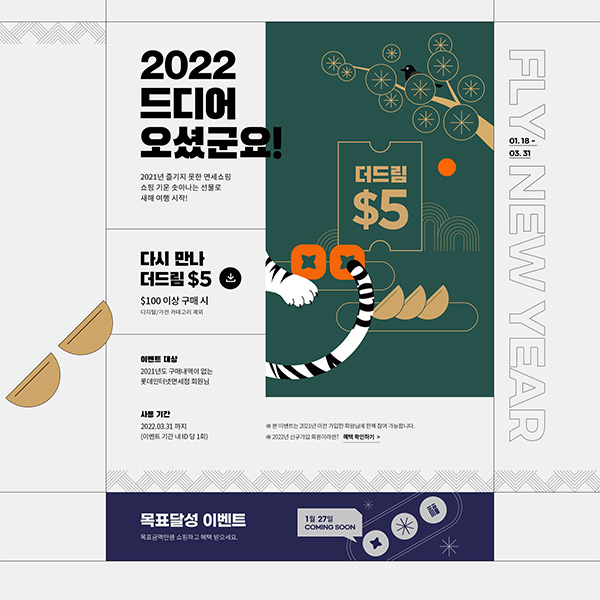 2022
드디어
오셨군요!
2021년 즐기지 못한 면세쇼핑
쇼핑 기운 솟아나는 선물로
새해 여행 시작!
더드림
$5
01. 18 -
03. 31
FLY NEW YEAR
다시 만나
더드림 $5
$100 이상 구매 시
디지털/가전 카테고리 제외
이벤트 대상
2021년도 구매내역이 없는
롯데인터넷면세점 회원님
사용 기간
2022.03.31 까지
(이벤트 기간 내 ID 당 1회)
※ 본 이벤트는 2021년 이전 가입한 회원님에 한해 참여 가능합니다.
※ 2022년 신규가입 회원이라면? 혜택 확인하기 >
목표달성 이벤트
목표금액만큼 쇼핑하고 혜택 받으세요.
1월 27일
COMING SOON